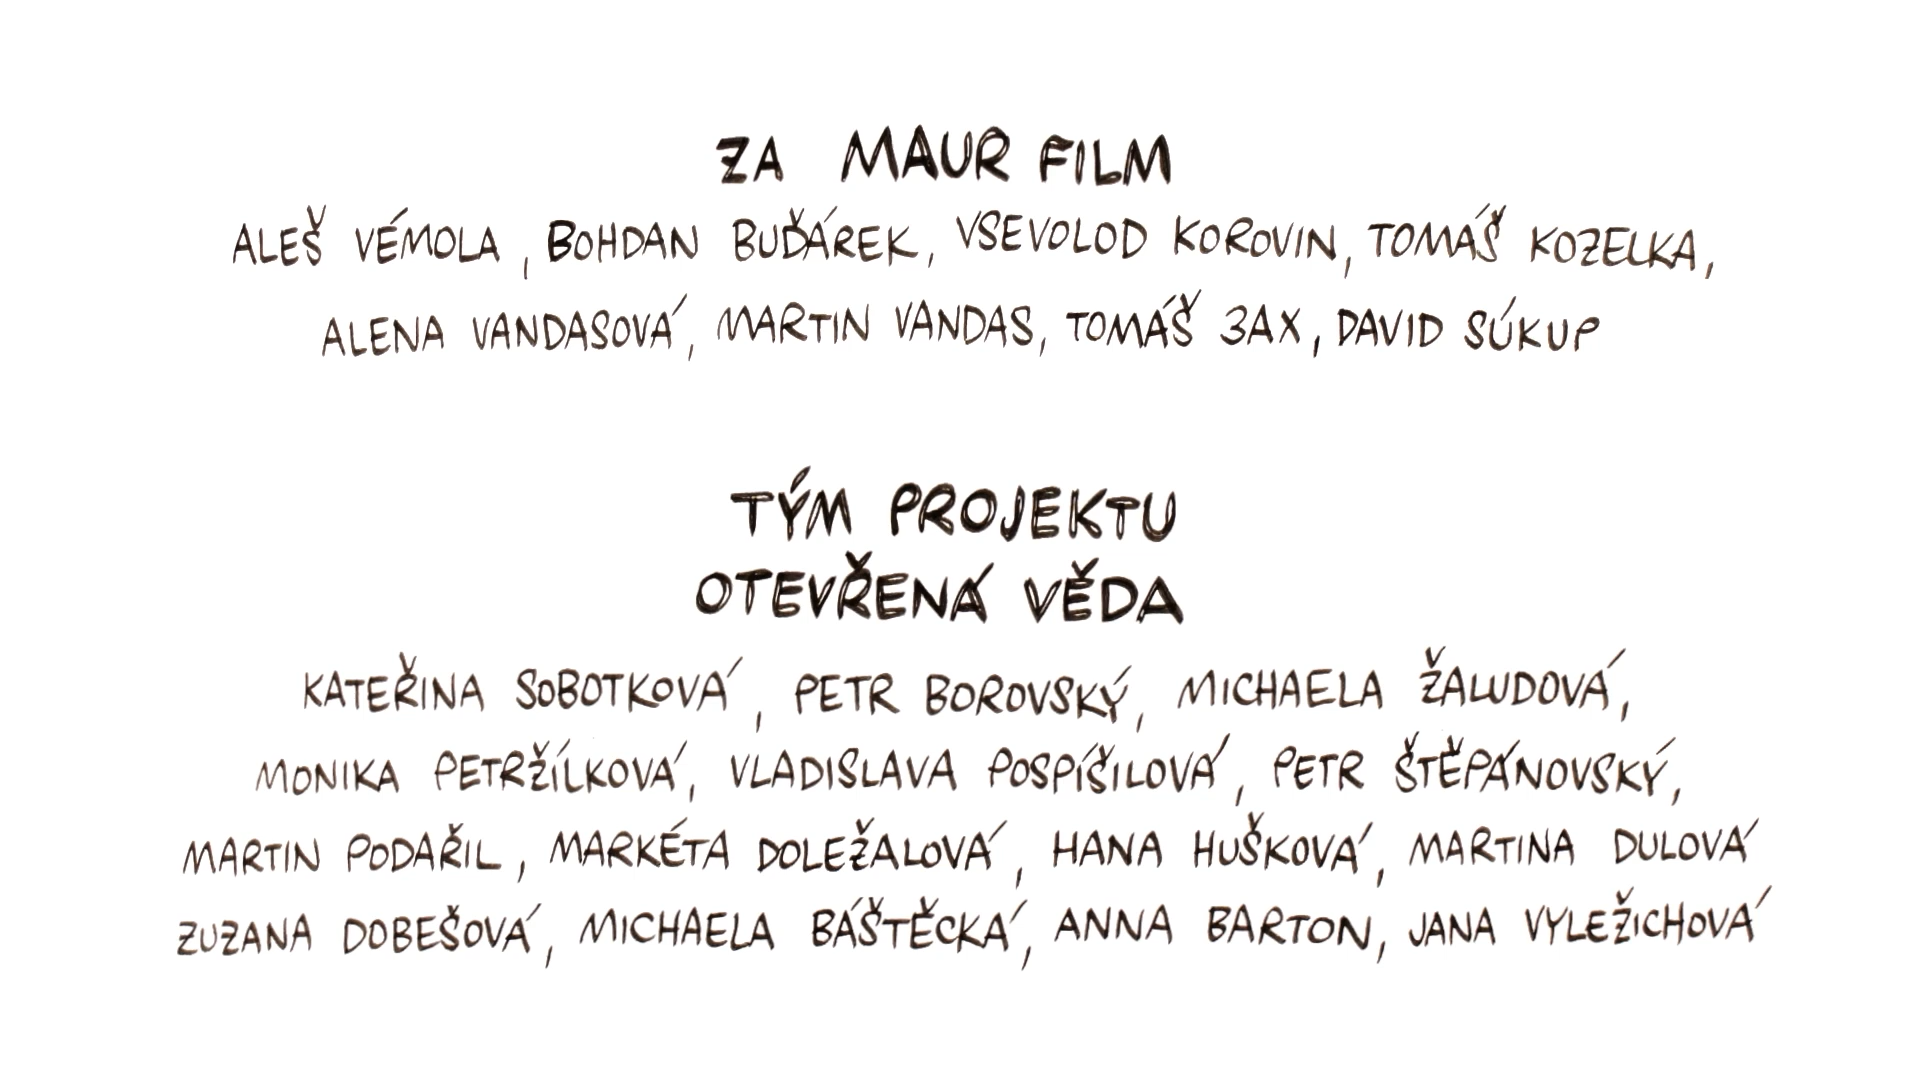 ZA MAUR FILM
ALEŠ VÉMOLA, BOHDAN BUĎÁREK, VSEVOLOD KOROVIN, TOMÁŠ KOZELKA,
ALENA VANDASOVÁ, MARTIN VANDAS, TOMÁŠ 3AX, DAVID SÚKUP
TÝM PROJEKTU
OTEVŘENÁ VĚDA
KATEŘINA SOBOTKOVÁ, PETR BOROVSKÝ, MICHAELA ŽALUDOVÁ,
MONIKA PETRŽÍLKOVÁ, VLADISLAVA POSPÍŠILOVÁ, PETR ŠTĚPÁNOVSKÝ,
MARTIN PODAŘIL, MARKÉTA DOLEŽALOVÁ, HANA HUŠKOVÁ, MARTINA DULOVÁ
ZUZANA DOBEŠOVÁ, MICHAELA BÁŠTĚCKÁ, ANNA BARTON, JANA VYLEŽICHOVÁ